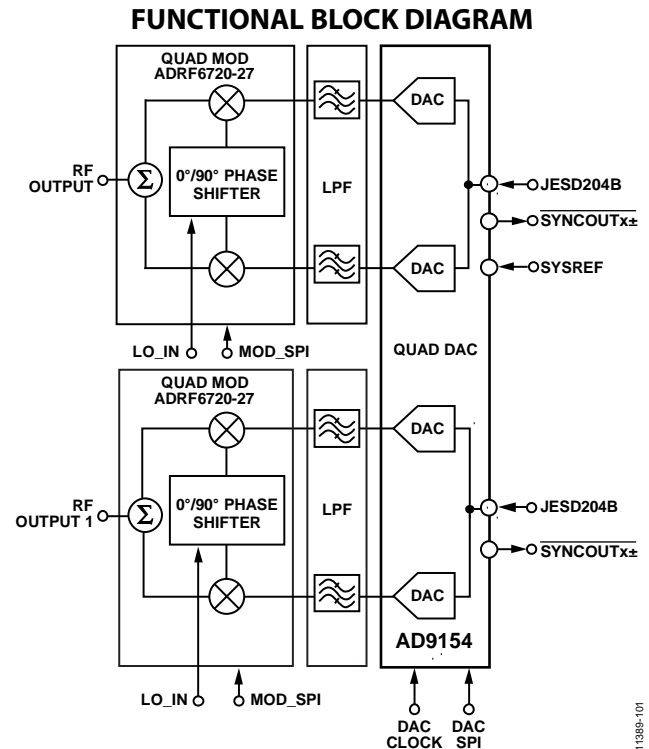 FUNCTIONAL BLOCK DIAGRAM
QUAD MOD
ADRF6720-27
DAC
RF
OUTPUT
Σ
0°/90° PHASE
SHIFTER
LPF
JESD204B
SYNCOUTx±
DAC
SYSREF
LO_IN
MOD_SPI
QUAD DAC
QUAD MOD
ADRF6720-27
DAC
RF
OUTPUT 1
Σ
0°/90° PHASE
SHIFTER
LPF
JESD204B
SYNCOUTx±
DAC
AD9154
LO_IN
MOD_SPI
DAC
CLOCK
DAC
SPI
11389-101